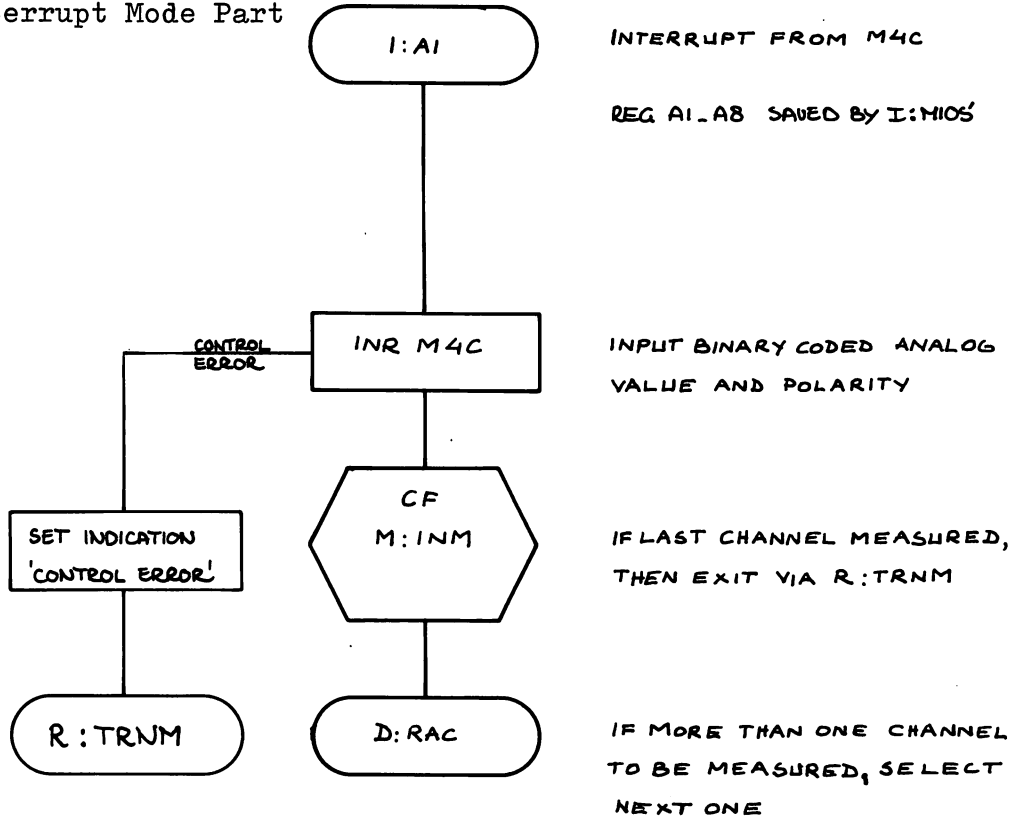 errupt Mode Part
I:AI
INTERRUPT FROM M4C
REG A1_A8 SAVED BY I:MIOS'
CONTROL
ERROR
INR M4C
INPUT BINARY CODED ANALOG
VALUE AND POLARITY
SET INDICATION
'CONTROL ERROR'
CF
M:INM
IF LAST CHANNEL MEASURED,
THEN EXIT VIA R:TRNM
R:TRNM
D:RAC
IF MORE THAN ONE CHANNEL
TO BE MEASURED, SELECT
NEXT ONE